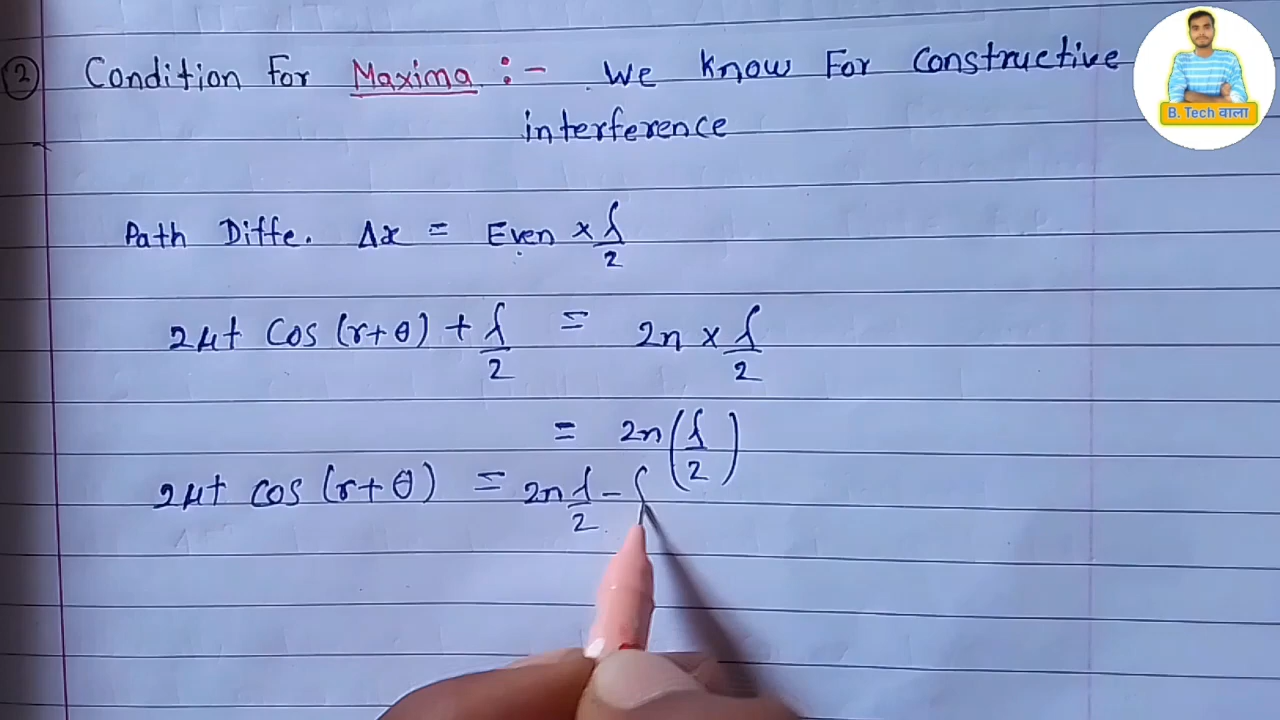 ② Condition For Maxima :- We Know For Constructive
interference
B. Tech वाला
Path Diffe. Δx = Even × λ/2
2μt Cos (r+θ) + λ/2 = 2n × λ/2
= 2n(λ/2)
2μt cos (r+θ) = 2n λ/2 - λ